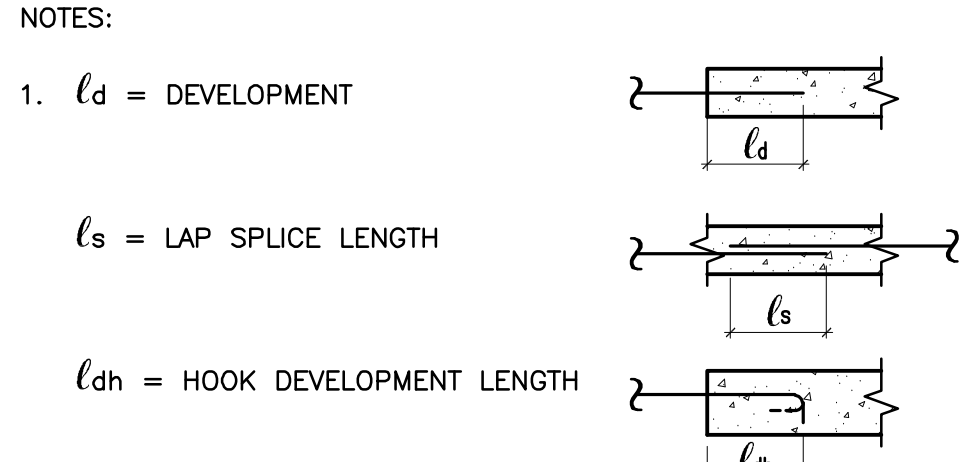 NOTES:
1. ℓd = DEVELOPMENT
ℓd
ℓs = LAP SPLICE LENGTH
ℓs
ℓdh = HOOK DEVELOPMENT LENGTH